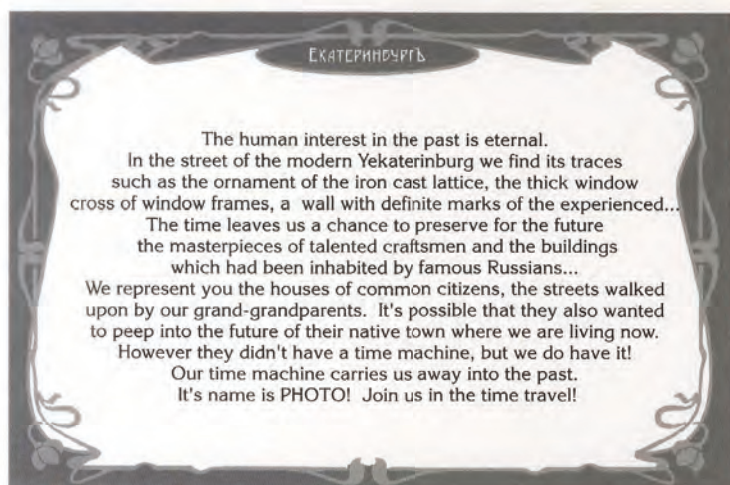 ЕКАТЕРИНБУРГЪ
The human interest in the past is eternal.
In the street of the modern Yekaterinburg we find its traces
such as the ornament of the iron cast lattice, the thick window
cross of window frames, a wall with definite marks of the experienced...
The time leaves us a chance to preserve for the future
the masterpieces of talented craftsmen and the buildings
which had been inhabited by famous Russians...
We represent you the houses of common citizens, the streets walked
upon by our grand-grandparents. It's possible that they also wanted
to peep into the future of their native town where we are living now.
However they didn't have a time machine, but we do have it!
Our time machine carries us away into the past.
It's name is PHOTO! Join us in the time travel!